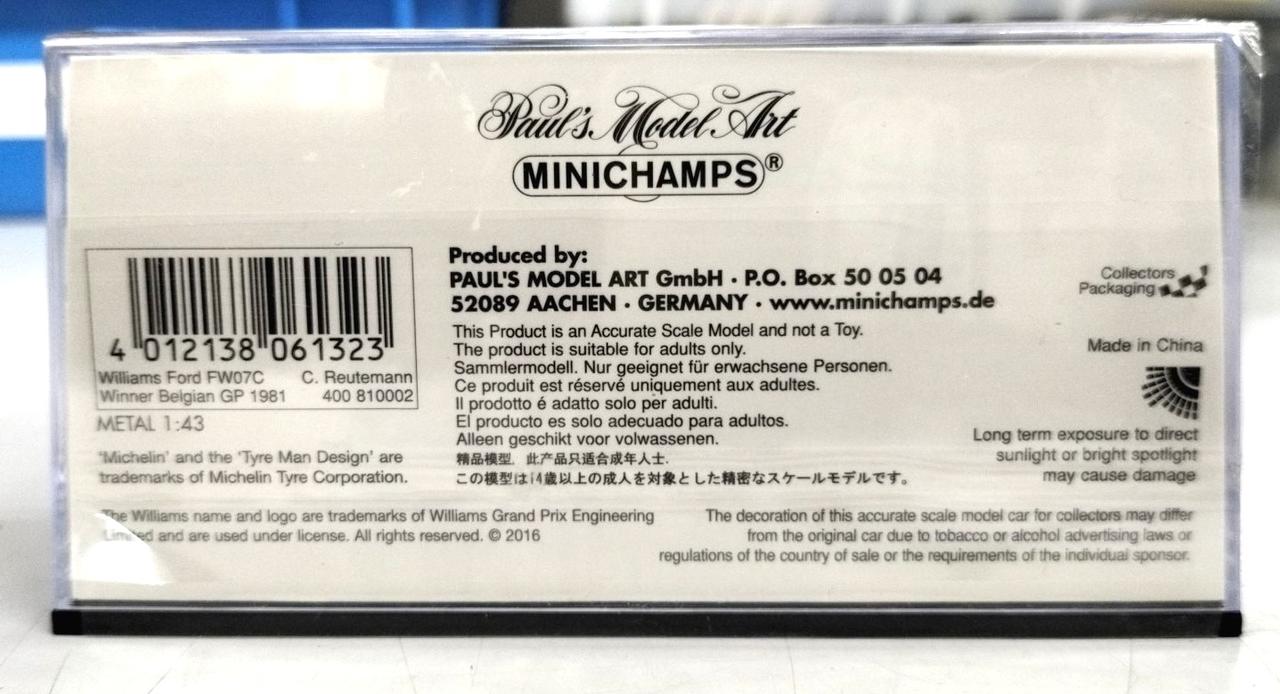 Paul's Model Art
MINICHAMPS®
4 012138 061323
Williams Ford FW07C C. Reutemann
Winner Belgian GP 1981 400 810002
METAL 1:43
'Michelin' and the 'Tyre Man Design' are
trademarks of Michelin Tyre Corporation.
Produced by:
PAUL'S MODEL ART GmbH · P.O. Box 50 05 04
52089 AACHEN · GERMANY · www.minichamps.de
This Product is an Accurate Scale Model and not a Toy.
The product is suitable for adults only.
Sammlermodell. Nur geeignet für erwachsene Personen.
Ce produit est réservé uniquement aux adultes.
Il prodotto é adatto solo per adulti.
El producto es solo adecuado para adultos.
Alleen geschikt voor volwassenen.
精品模型. 此产品只适合成年人士.
この模型は14歳以上の成人を対象とした精密なスケールモデルです。
Collectors
Packaging
Made in China
Long term exposure to direct
sunlight or bright spotlight
may cause damage
The Williams name and logo are trademarks of Williams Grand Prix Engineering
Limited and are used under license. All rights reserved. © 2016
The decoration of this accurate scale model car for collectors may differ
from the original car due to tobacco or alcohol advertising laws or
regulations of the country of sale or the requirements of the individual sponsor.